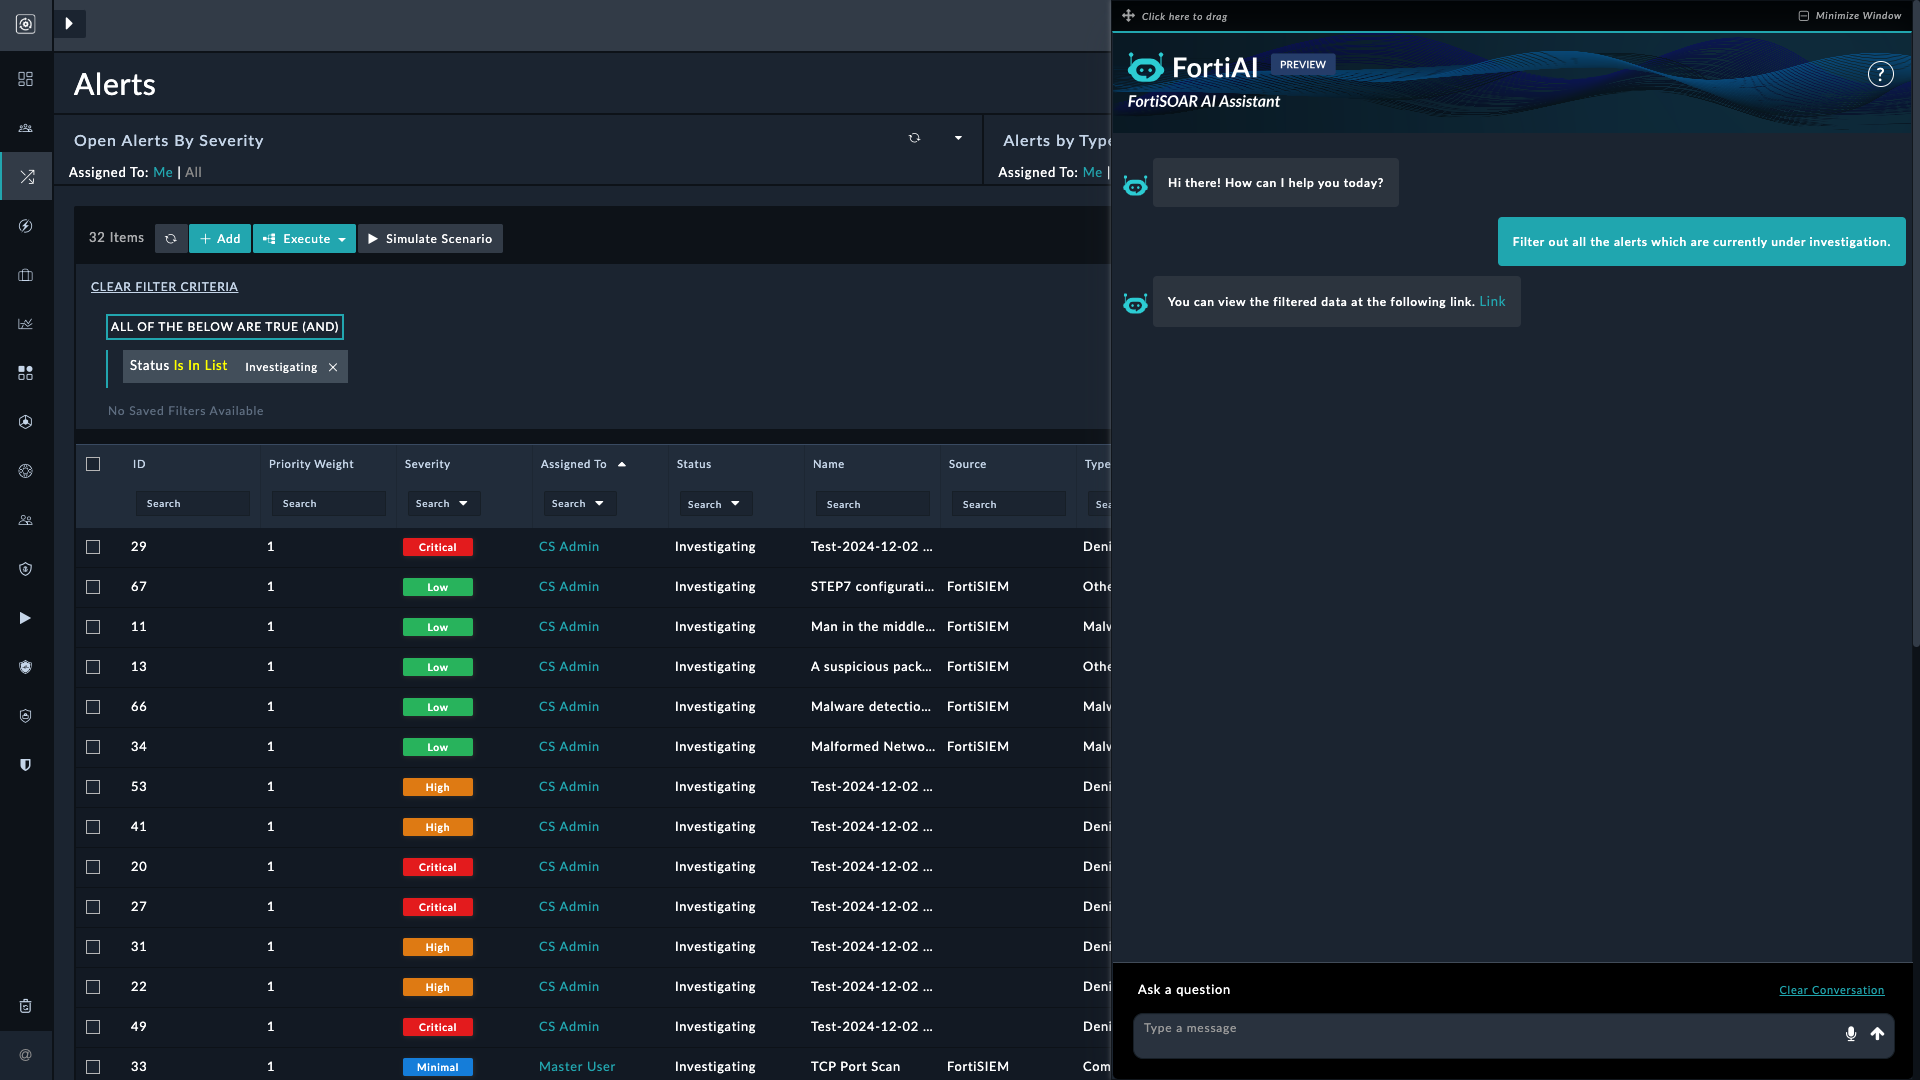 Alerts
Open Alerts By Severity
Assigned To: Me | All
Alerts by Type
Assigned To: Me |
32 Items
Add
Execute
Simulate Scenario
CLEAR FILTER CRITERIA
ALL OF THE BELOW ARE TRUE (AND)
Status Is In List Investigating
No Saved Filters Available
ID Priority Weight Severity Assigned To Status Name Source Type
Search Search Search Search Search Search Search Sea
29 1 Critical CS Admin Investigating Test-2024-12-02 ... Deni
67 1 Low CS Admin Investigating STEP7 configurati... FortiSIEM Othe
11 1 Low CS Admin Investigating Man in the middle... FortiSIEM Malw
13 1 Low CS Admin Investigating A suspicious pack... FortiSIEM Othe
66 1 Low CS Admin Investigating Malware detectio... FortiSIEM Malw
34 1 Low CS Admin Investigating Malformed Netwo... FortiSIEM Malw
53 1 High CS Admin Investigating Test-2024-12-02 ... Deni
41 1 High CS Admin Investigating Test-2024-12-02 ... Deni
20 1 Critical CS Admin Investigating Test-2024-12-02 ... Deni
27 1 Critical CS Admin Investigating Test-2024-12-02 ... Deni
31 1 High CS Admin Investigating Test-2024-12-02 ... Deni
22 1 High CS Admin Investigating Test-2024-12-02 ... Deni
49 1 Critical CS Admin Investigating Test-2024-12-02 ... Deni
33 1 Minimal Master User Investigating TCP Port Scan FortiSIEM Com
Click here to drag
Minimize Window
FortiAI PREVIEW
FortiSOAR AI Assistant
?
Hi there! How can I help you today?
Filter out all the alerts which are currently under investigation.
You can view the filtered data at the following link. Link
Ask a question
Clear Conversation
Type a message